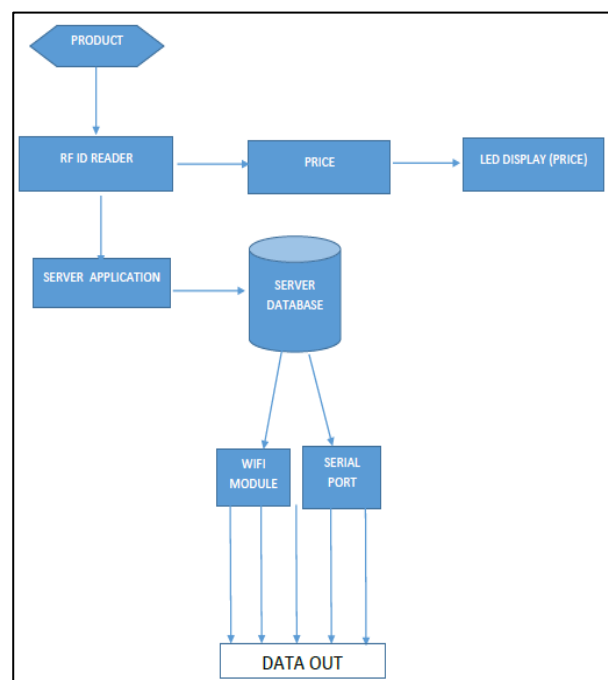 PRODUCT
RF ID READER
PRICE
LED DISPLAY (PRICE)
SERVER APPLICATION
SERVER
DATABASE
WIFI
MODULE
SERIAL
PORT
DATA OUT